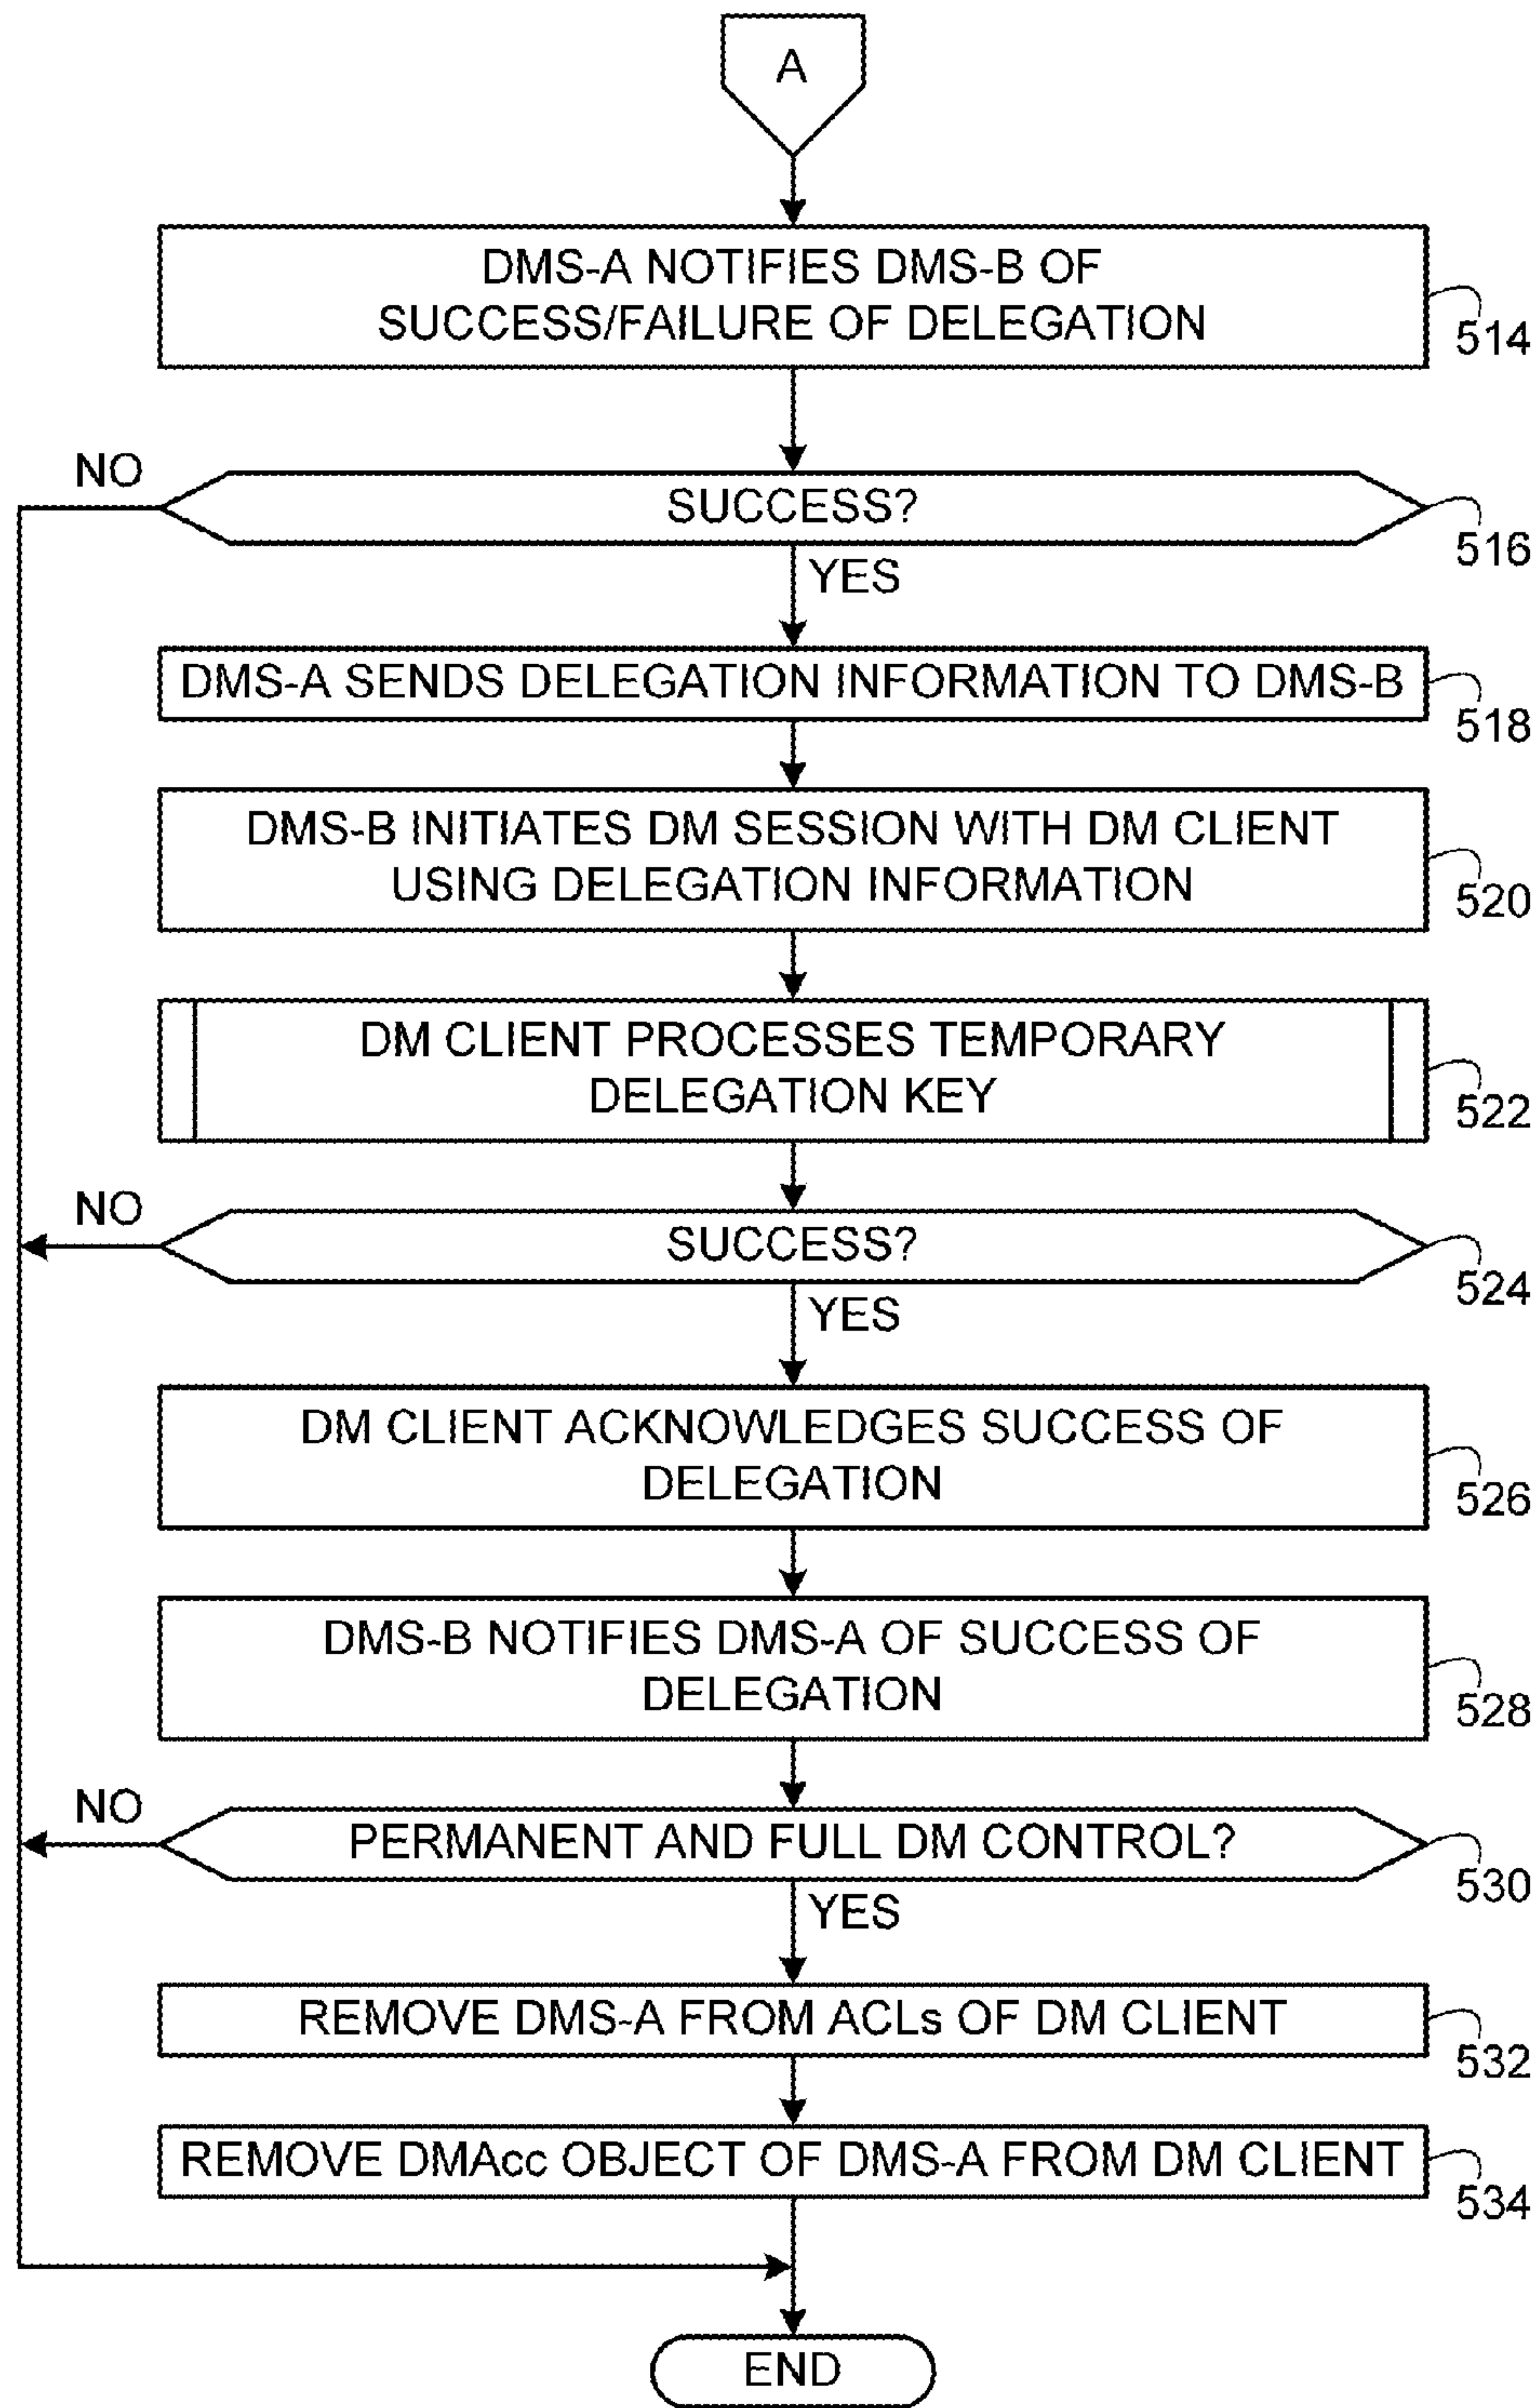 A
DMS-A NOTIFIES DMS-B OF
SUCCESS/FAILURE OF DELEGATION
514
NO
SUCCESS?
516
YES
DMS-A SENDS DELEGATION INFORMATION TO DMS-B
518
DMS-B INITIATES DM SESSION WITH DM CLIENT
USING DELEGATION INFORMATION
520
DM CLIENT PROCESSES TEMPORARY
DELEGATION KEY
522
NO
SUCCESS?
524
YES
DM CLIENT ACKNOWLEDGES SUCCESS OF
DELEGATION
526
DMS-B NOTIFIES DMS-A OF SUCCESS OF
DELEGATION
528
NO
PERMANENT AND FULL DM CONTROL?
530
YES
REMOVE DMS-A FROM ACLs OF DM CLIENT
532
REMOVE DMAcc OBJECT OF DMS-A FROM DM CLIENT
534
END